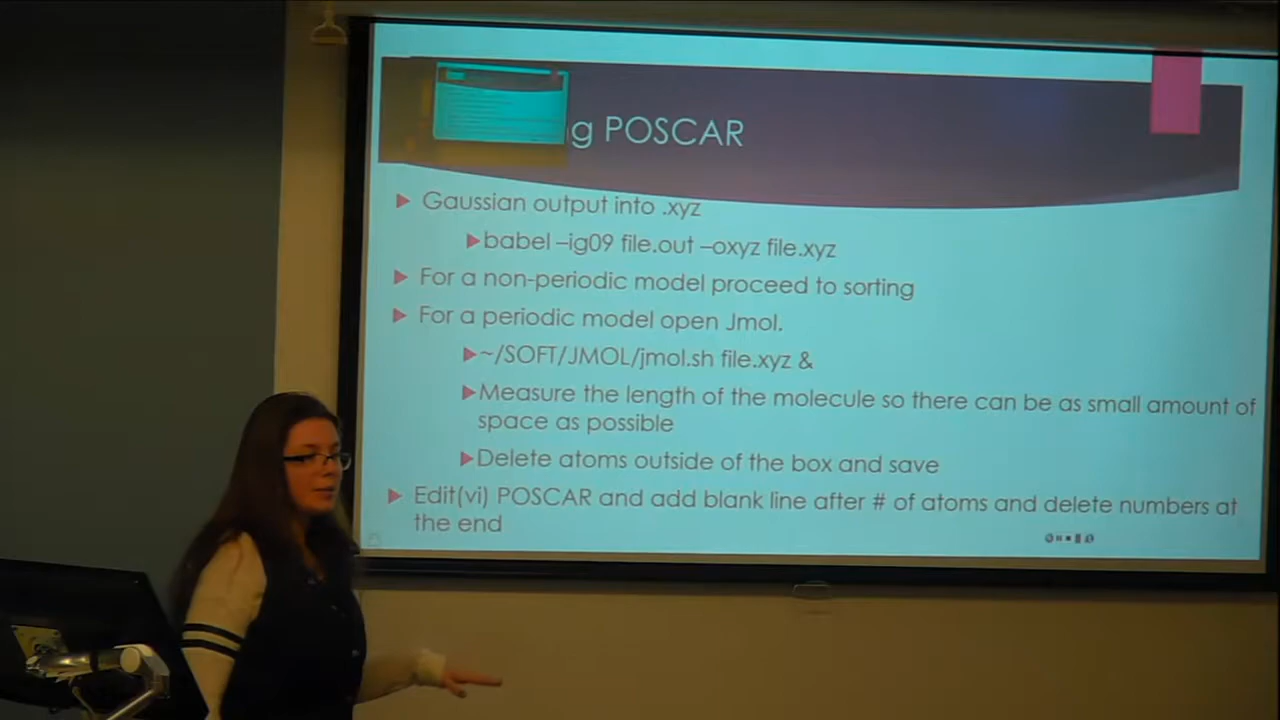 g POSCAR
Gaussian output into .xyz
babel –ig09 file.out –oxyz file.xyz
For a non-periodic model proceed to sorting
For a periodic model open Jmol.
~/SOFT/JMOL/jmol.sh file.xyz &
Measure the length of the molecule so there can be as small amount of
space as possible
Delete atoms outside of the box and save
Edit(vi) POSCAR and add blank line after # of atoms and delete numbers at
the end